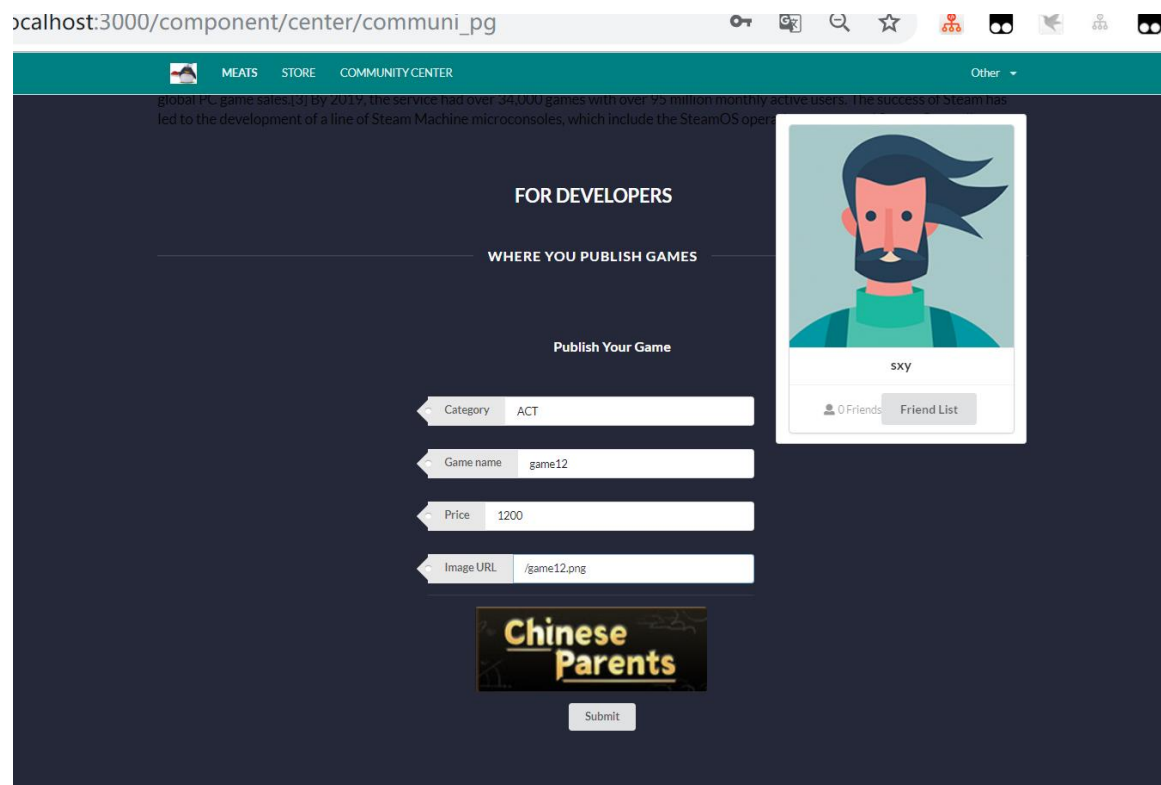 ocalhost:3000/component/center/communi_pg
MEATS STORE COMMUNITY CENTER Other
global PC game sales.[3] By 2019, the service had over 34,000 games with over 95 million monthly active users. The success of Steam has
led to the development of a line of Steam Machine microconsoles, which include the SteamOS opera
FOR DEVELOPERS
WHERE YOU PUBLISH GAMES
Publish Your Game
sxy
0 Friends Friend List
Category ACT
Game name game12
Price 1200
Image URL /game12.png
Chinese
Parents
Submit